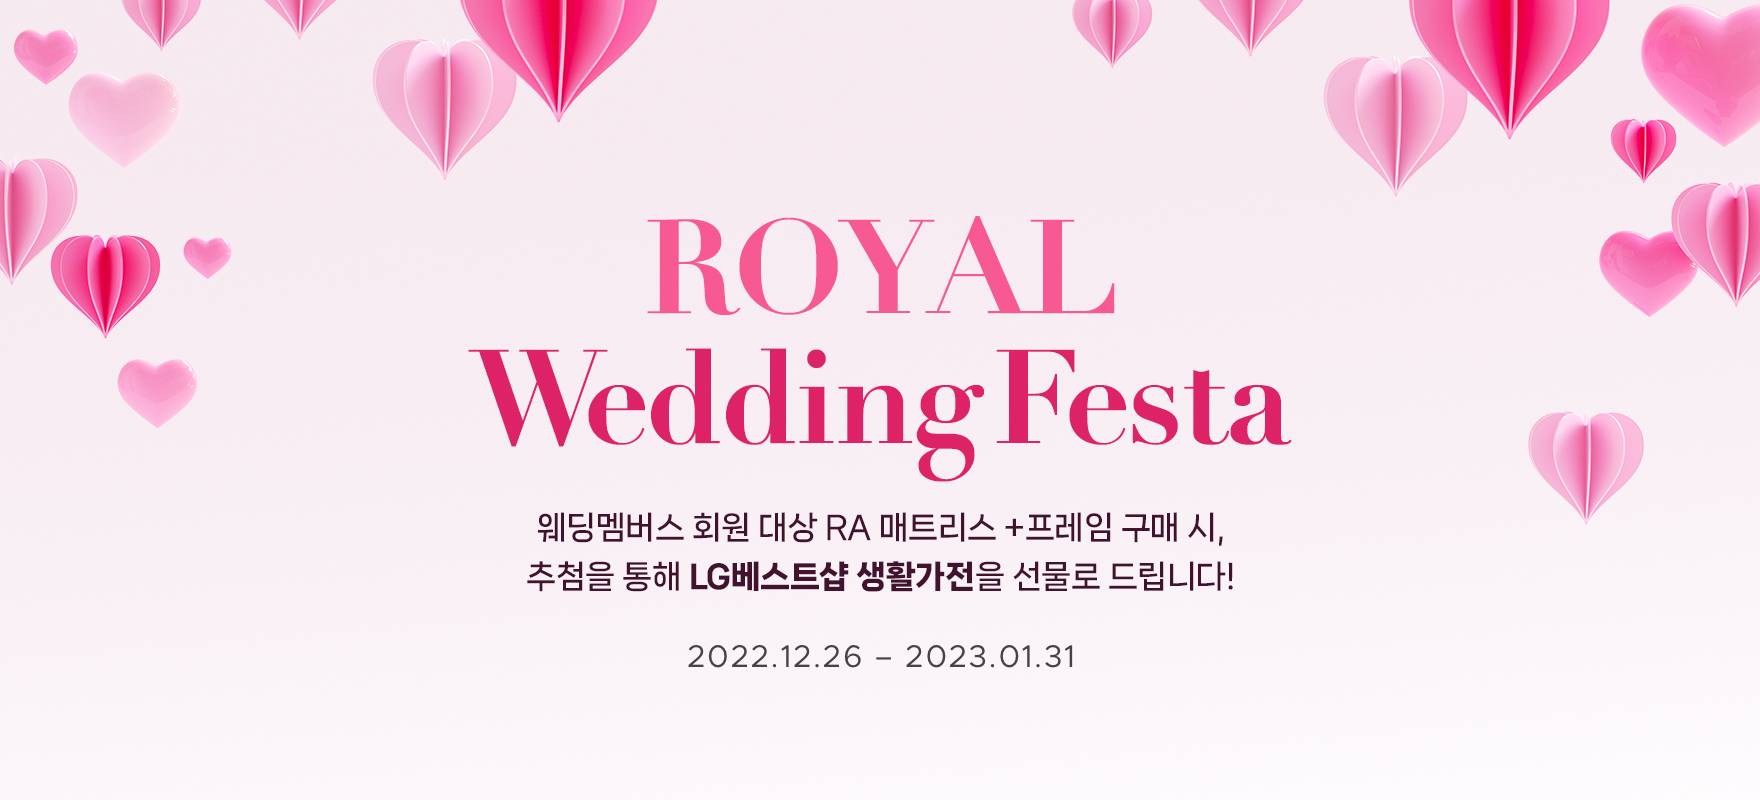 ROYAL
Wedding Festa
웨딩멤버스 회원 대상 RA 매트리스 +프레임 구매 시,
추첨을 통해 LG베스트샵 생활가전을 선물로 드립니다!
2022.12.26 – 2023.01.31